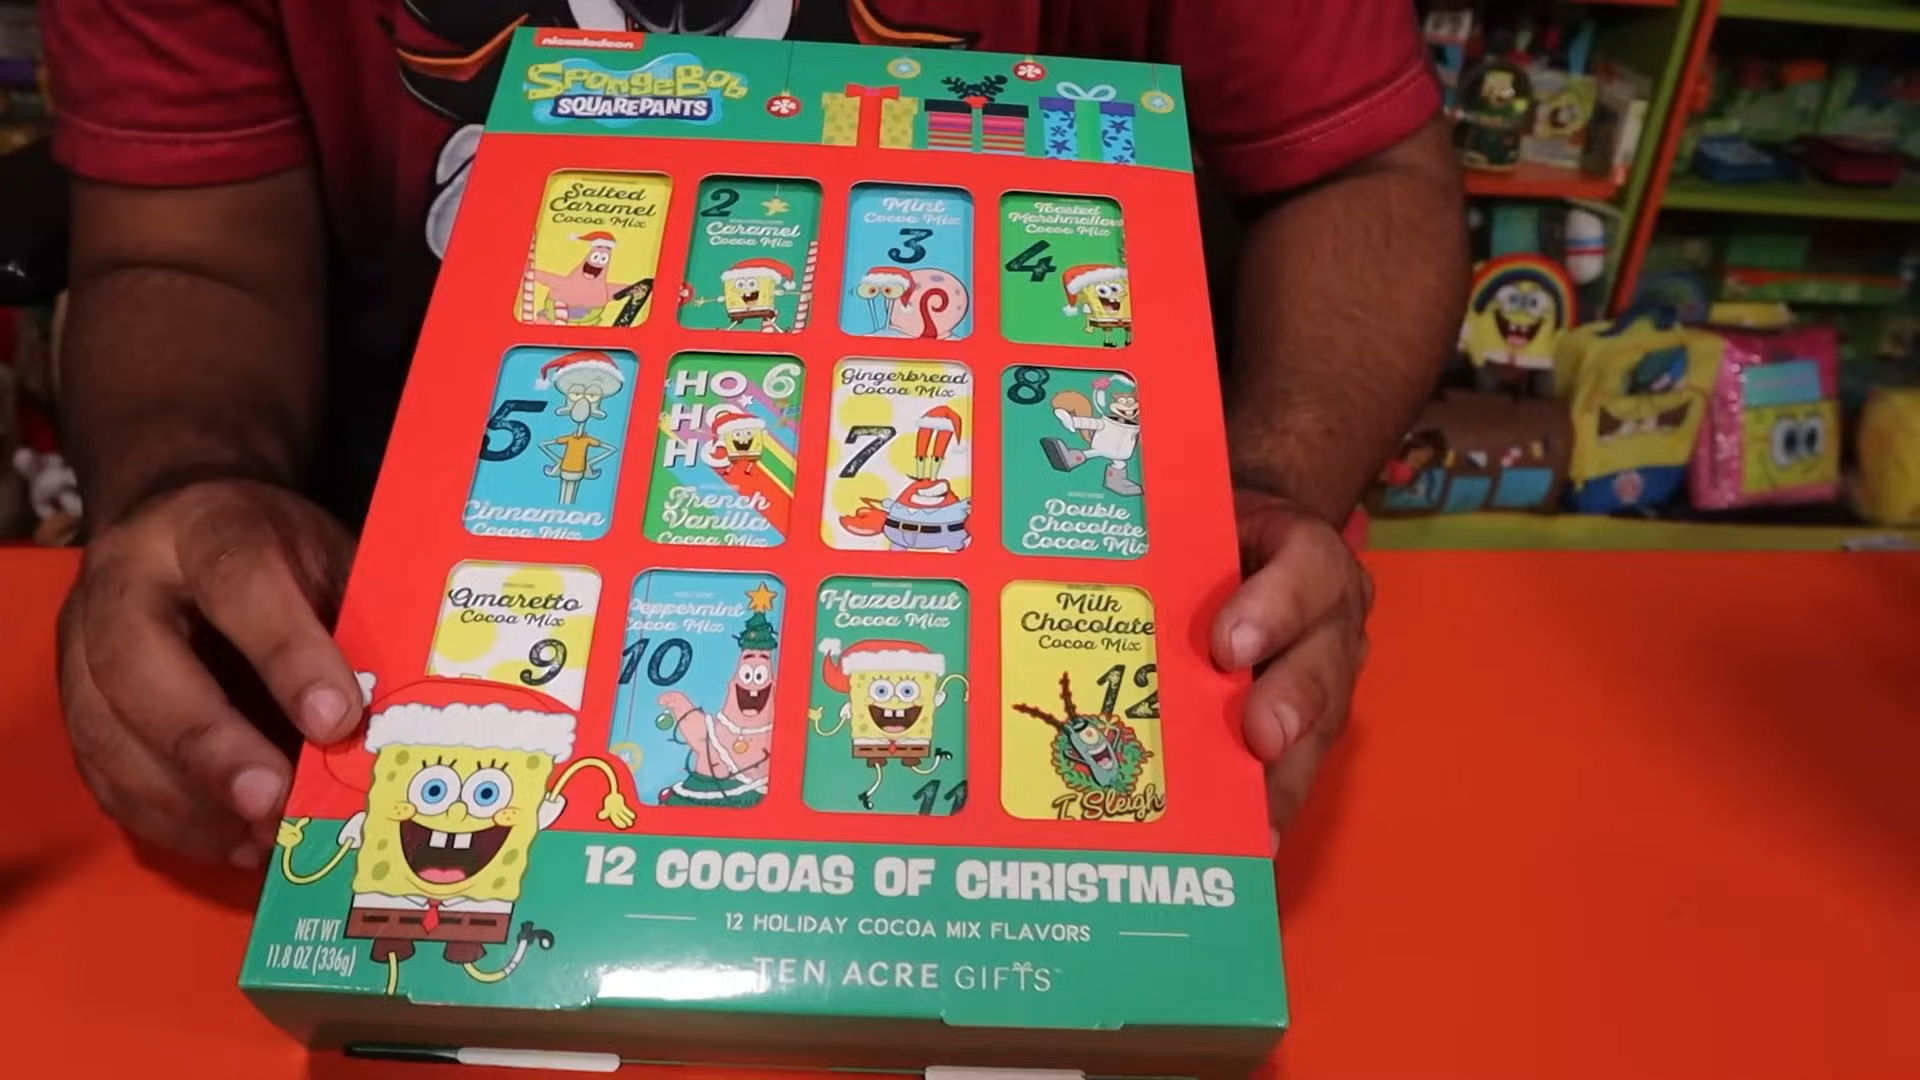 nickelodeon
SPONGEBOB
SQUAREPANTS
Salted
Caramel
Cocoa Mix
1
2
Caramel
Cocoa Mix
Mint
Cocoa Mix
3
Toasted
Marshmallow
Cocoa Mix
4
5
Cinnamon
Cocoa Mix
HO 6
HO
HO
French
Vanilla
Cocoa Mix
Gingerbread
Cocoa Mix
7
8
Double
Chocolate
Cocoa Mix
Amaretto
Cocoa Mix
9
Peppermint
Cocoa Mix
10
Hazelnut
Cocoa Mix
11
Milk
Chocolate
Cocoa Mix
12
T Sleigh
12 COCOAS OF CHRISTMAS
12 HOLIDAY COCOA MIX FLAVORS
TEN ACRE GIFTS
NET WT
11.8 OZ (336g)